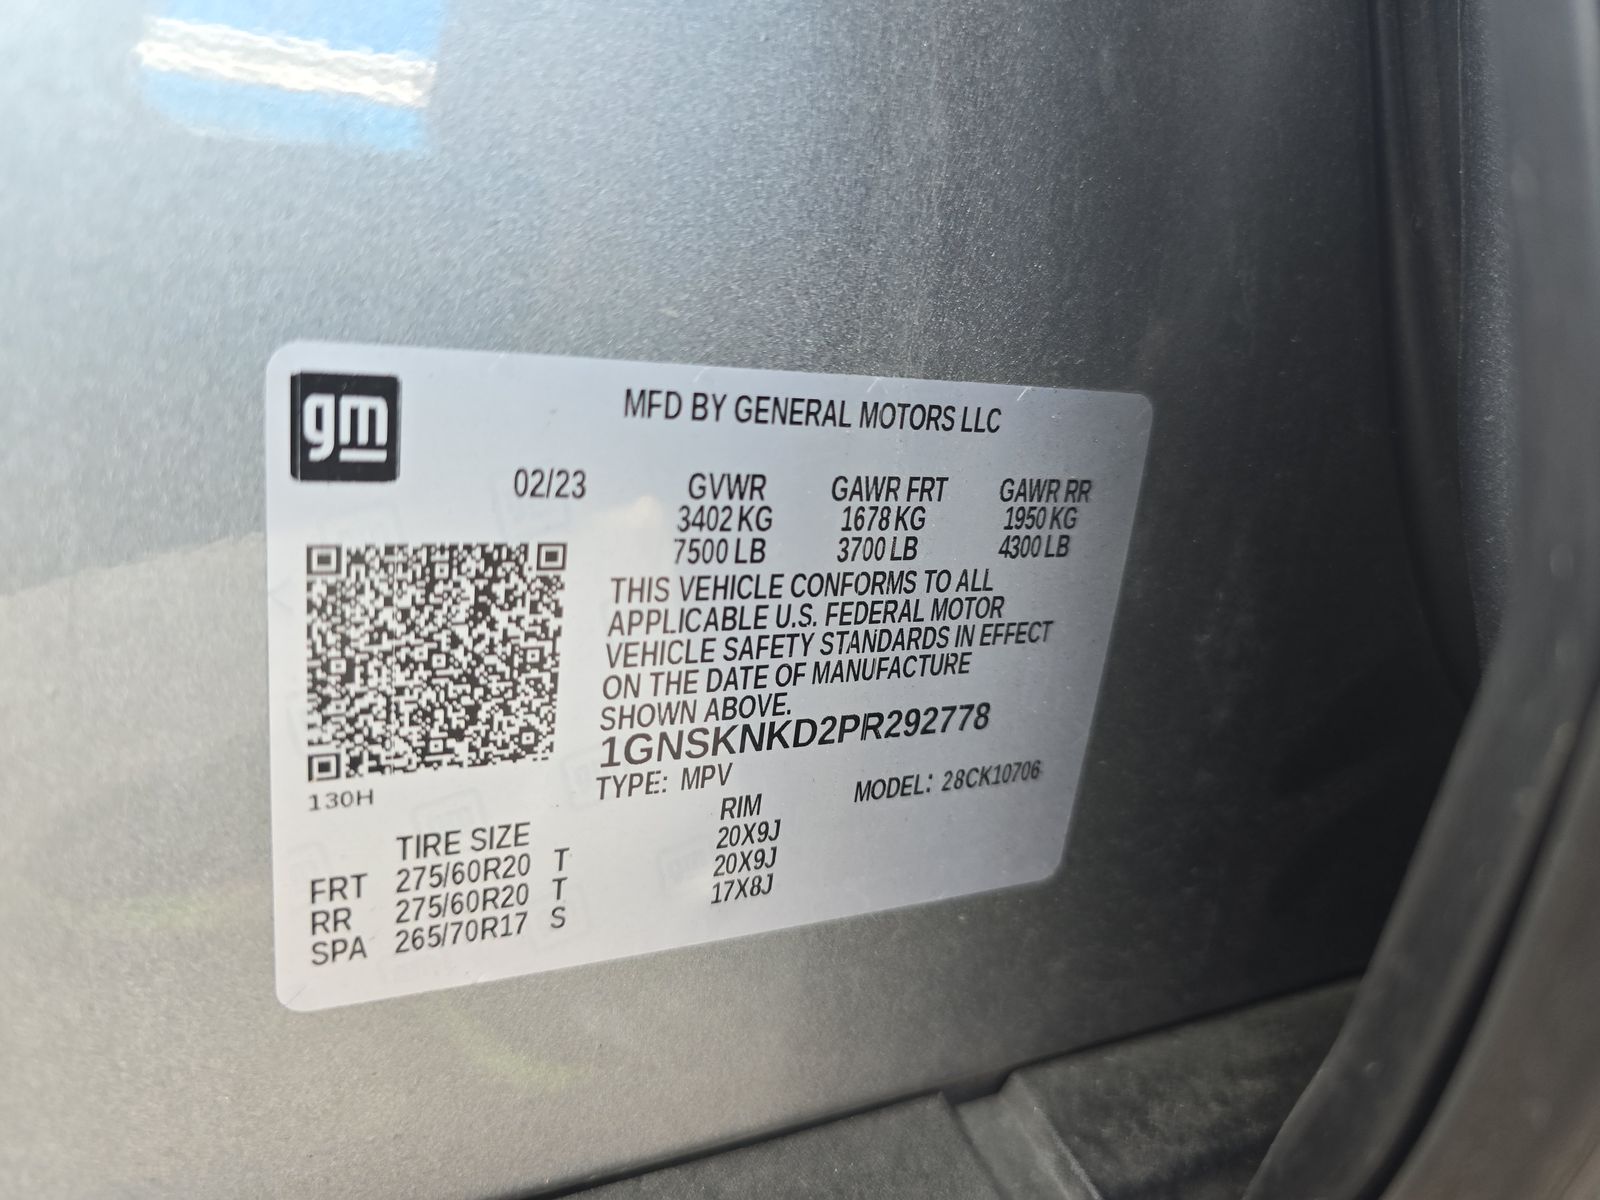 gm
MFD BY GENERAL MOTORS LLC
02/23 GVWR GAWR FRT GAWR RR
3402 KG 1678 KG 1950 KG
7500 LB 3700 LB 4300 LB
THIS VEHICLE CONFORMS TO ALL
APPLICABLE U.S. FEDERAL MOTOR
VEHICLE SAFETY STANDARDS IN EFFECT
ON THE DATE OF MANUFACTURE
SHOWN ABOVE.
1GNSKNKD2PR292778
TYPE: MPV MODEL: 28CK10706
130H
TIRE SIZE RIM
FRT 275/60R20 T 20X9J
RR 275/60R20 T 20X9J
SPA 265/70R17 S 17X8J